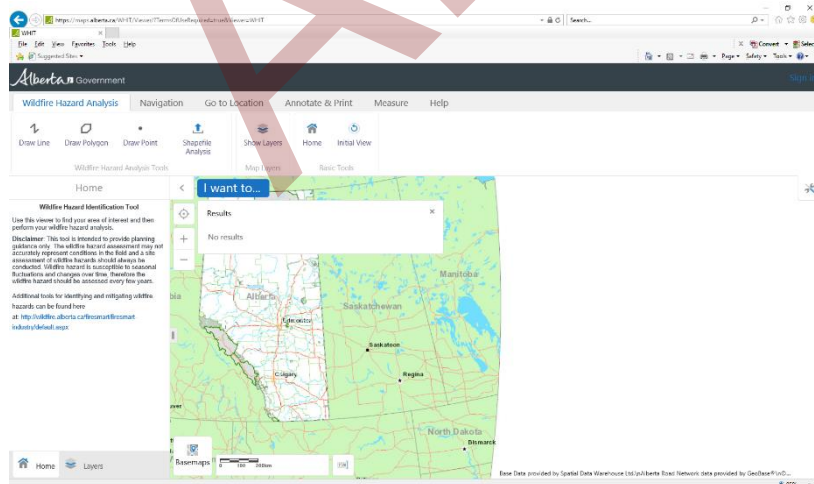 https://maps.alberta.ca/WHIT/Viewer/?TermsOfUseRequired=true&Viewer=WHIT
Search...
WHIT
File Edit View Favorites Tools Help
Convert
Selec
Suggested Sites
Page Safety Tools
Alberta Government
Sign in
Wildfire Hazard Analysis Navigation Go to Location Annotate & Print Measure Help
Draw Line Draw Polygon Draw Point Shapefile Analysis Show Layers Home Initial View
Wildfire Hazard Analysis Tools Map Layers Basic Tools
Home
I want to...
Wildfire Hazard Identification Tool
Use this viewer to find your area of interest and then
perform your wildfire hazard analysis.
Disclaimer: This tool is intended to provide planning
guidance only. The wildfire hazard assessment may not
accurately represent conditions in the field and a site
assessment of wildfire hazards should always be
conducted. Wildfire hazard is susceptible to seasonal
fluctuations and changes over time, therefore the
wildfire hazard should be assessed every few years.
Additional tools for identifying and mitigating wildfire
hazards can be found here
at: http://wildfire.alberta.ca/firesmart/firesmart
industry/default.aspx
Results
No results
Manitoba
bia
Alberta
Saskatchewan
Edmonton
Saskatoon
Calgary
Regina
North Dakota
Bismarck
Basemaps
0 100 200km
Home Layers
Base Data provided by Spatial Data Warehouse Ltd.\nAlberta Road Network data provided by GeoBase®\nD...